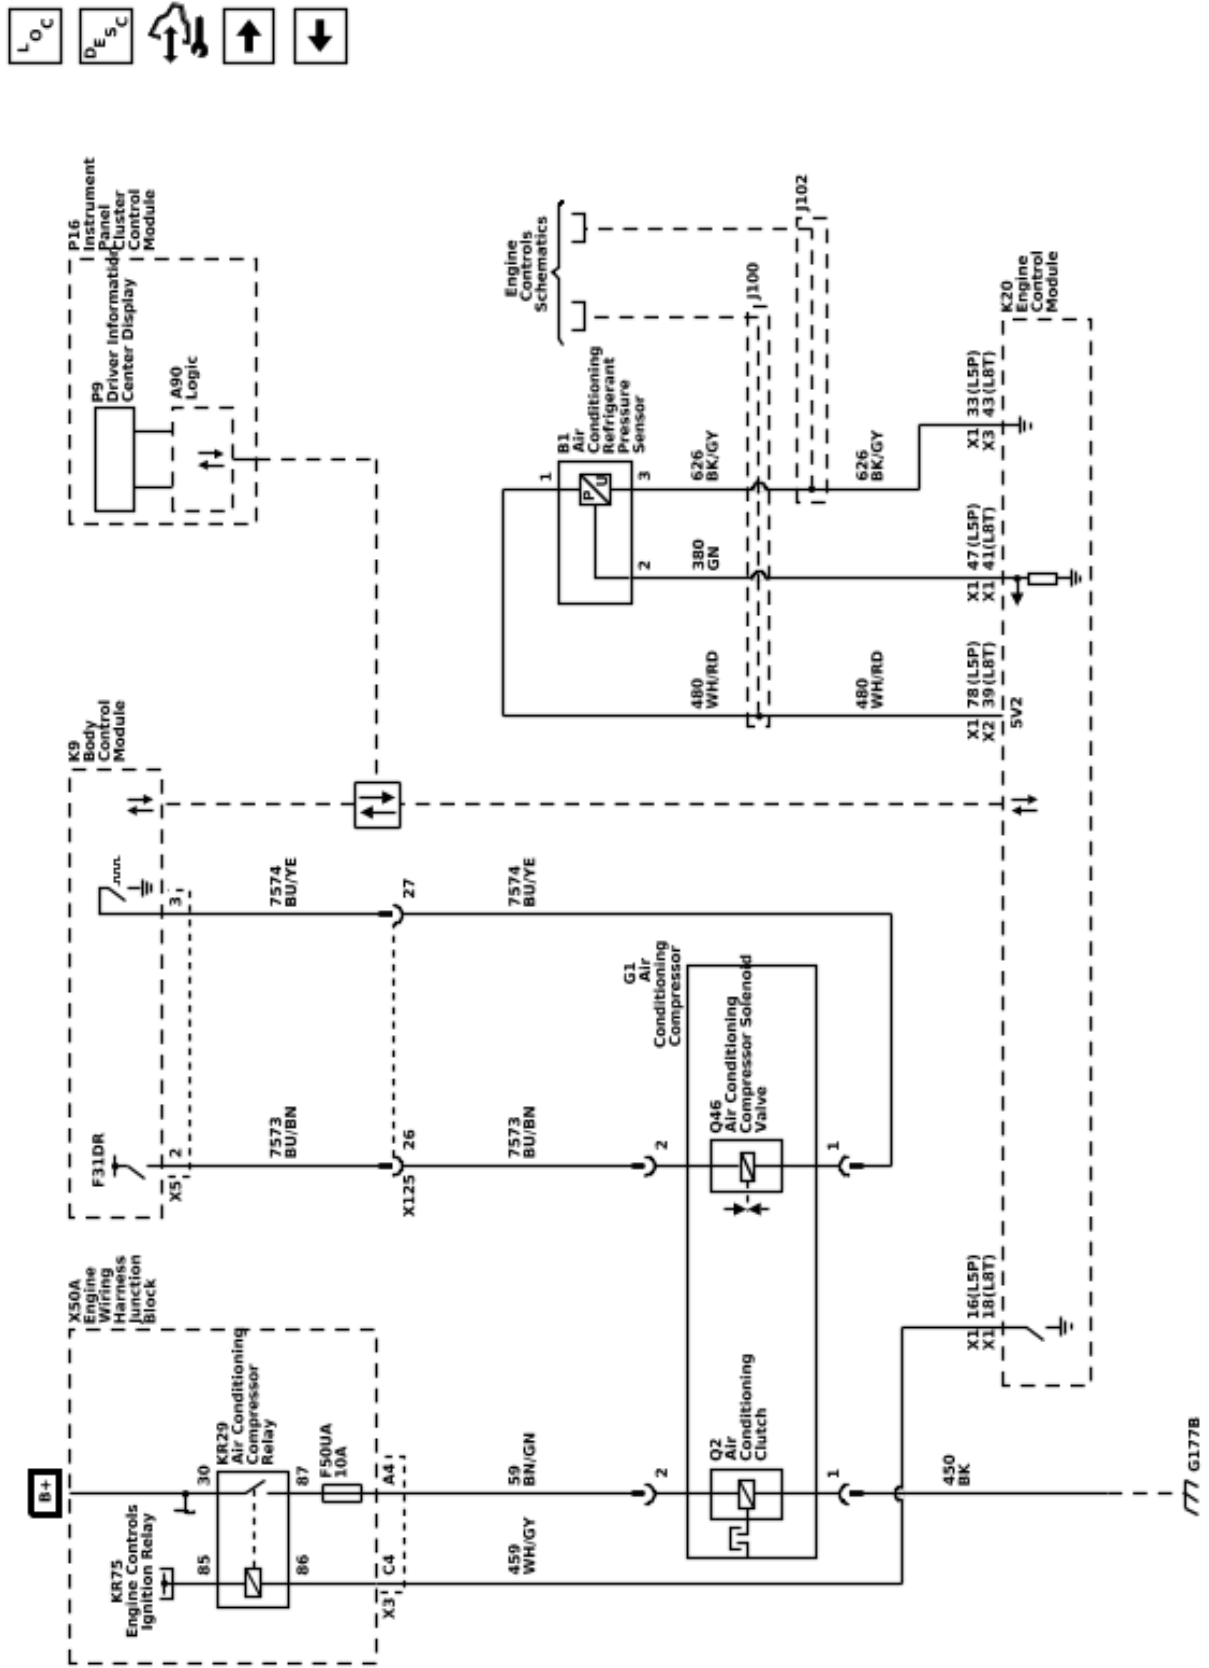 L O C
D E S C
B+
KR75
Engine Controls
Ignition Relay
85
86
30
87
KR29
Air Conditioning
Compressor
Relay
F50UA
10A
X50A
Engine
Wiring
Harness
Junction
Block
X3
C4
A4
459
WH/GY
59
BN/GN
2
Q2
Air
Conditioning
Clutch
1
450
BK
G177B
K9
Body
Control
Module
F31DR
X5
2
3
7573
BU/BN
7574
BU/YE
X125
26
27
7573
BU/BN
7574
BU/YE
G1
Air
Conditioning
Compressor
2
Q46
Air Conditioning
Compressor Solenoid
Valve
1
P16
Instrument
Panel
Cluster
Control
Module
P9
Driver Information
Center Display
A90
Logic
Engine
Controls
Schematics
B1
Air
Conditioning
Refrigerant
Pressure
Sensor
1
P
U
2
3
480
WH/RD
380
GN
626
BK/GY
J100
J102
480
WH/RD
626
BK/GY
X1 16(L5P)
X1 18(L8T)
X1 78(L5P)
X2 39(L8T)
5V2
X1 47(L5P)
X1 41(L8T)
X1 33(L5P)
X3 43(L8T)
K20
Engine
Control
Module